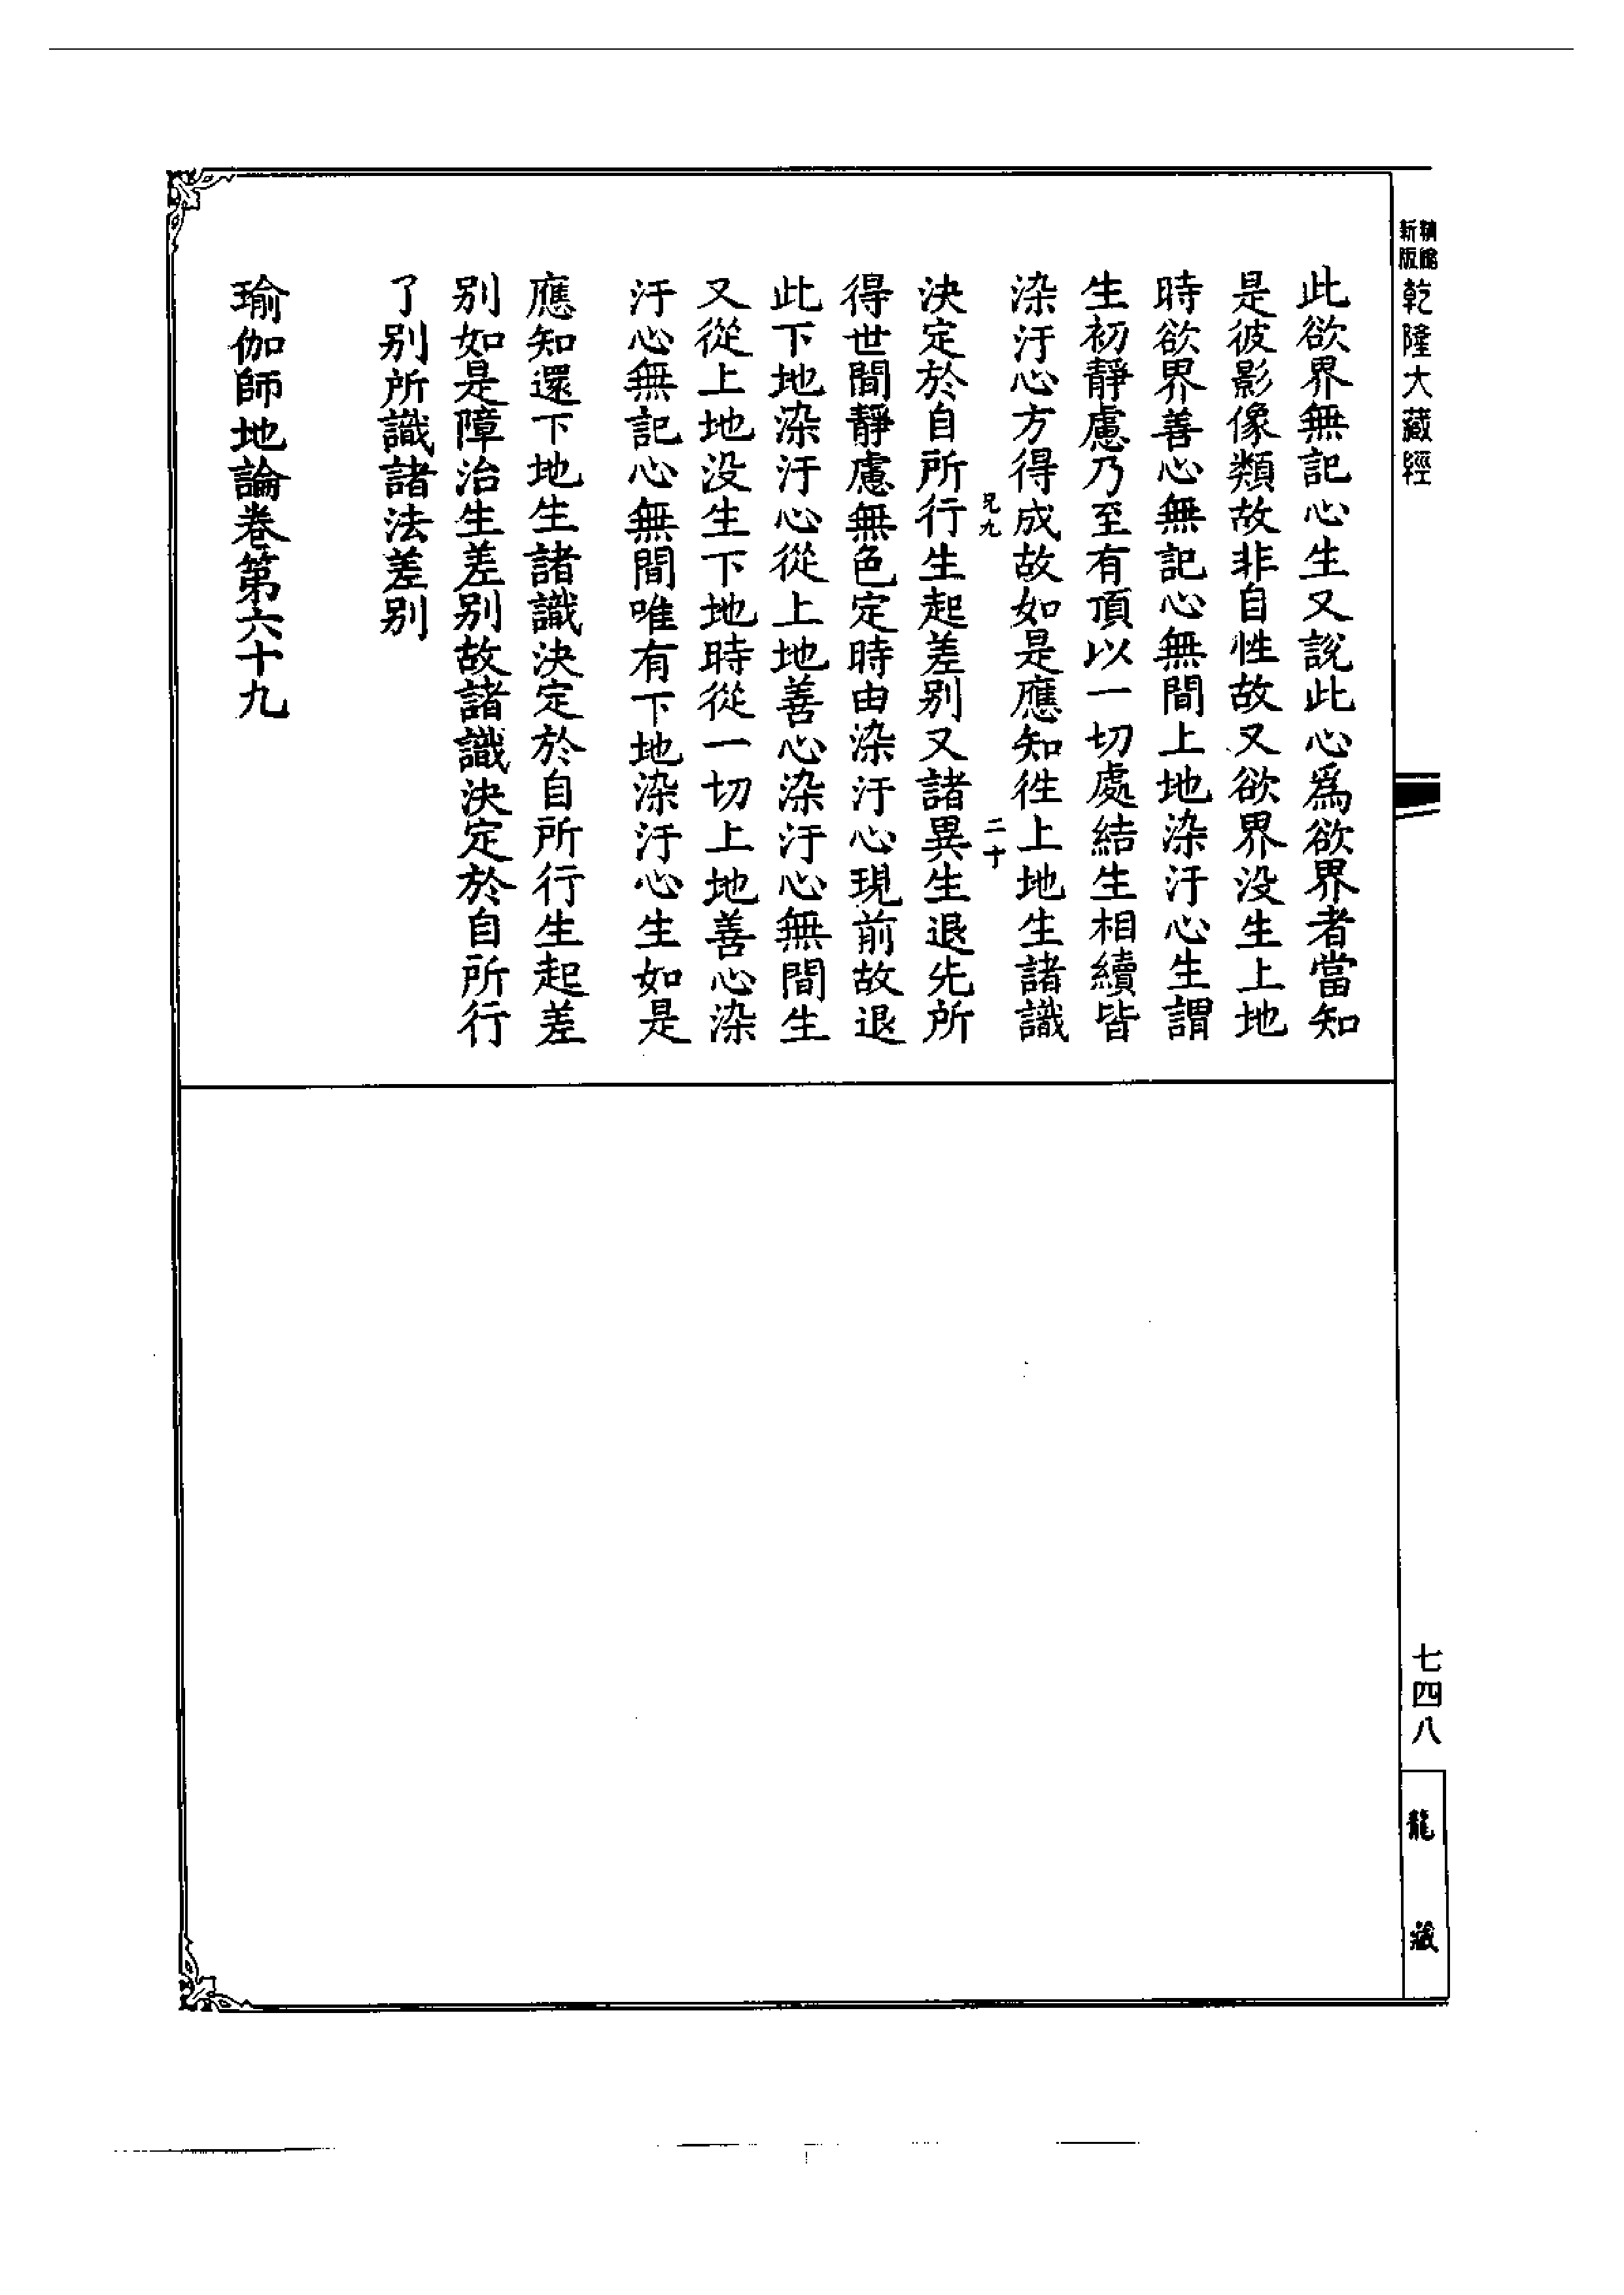 新版
精縮
乾隆大藏經
此欲界無記心生又說此心爲欲界者當知
是彼影像類故非自性故又欲界没生上地
時欲界善心無記心無間上地染汙心生謂
生初靜慮乃至有頂以一切處結生相續皆
染汙心方得成故如是應知徃上地生諸識
兄九
二十
決定於自所行生起差别又諸異生退先所
得世間靜慮無色定時由染汙心現前故退
此下地染汙心從上地善心染汙心無間生
又從上地没生下地時從一切上地善心染
汙心無記心無間唯有下地染汙心生如是
應知還下地生諸識決定於自所行生起差
别如是障治生差别故諸識決定於自所行
了别所識諸法差别
瑜伽師地論卷第六十九
七四八
龍藏